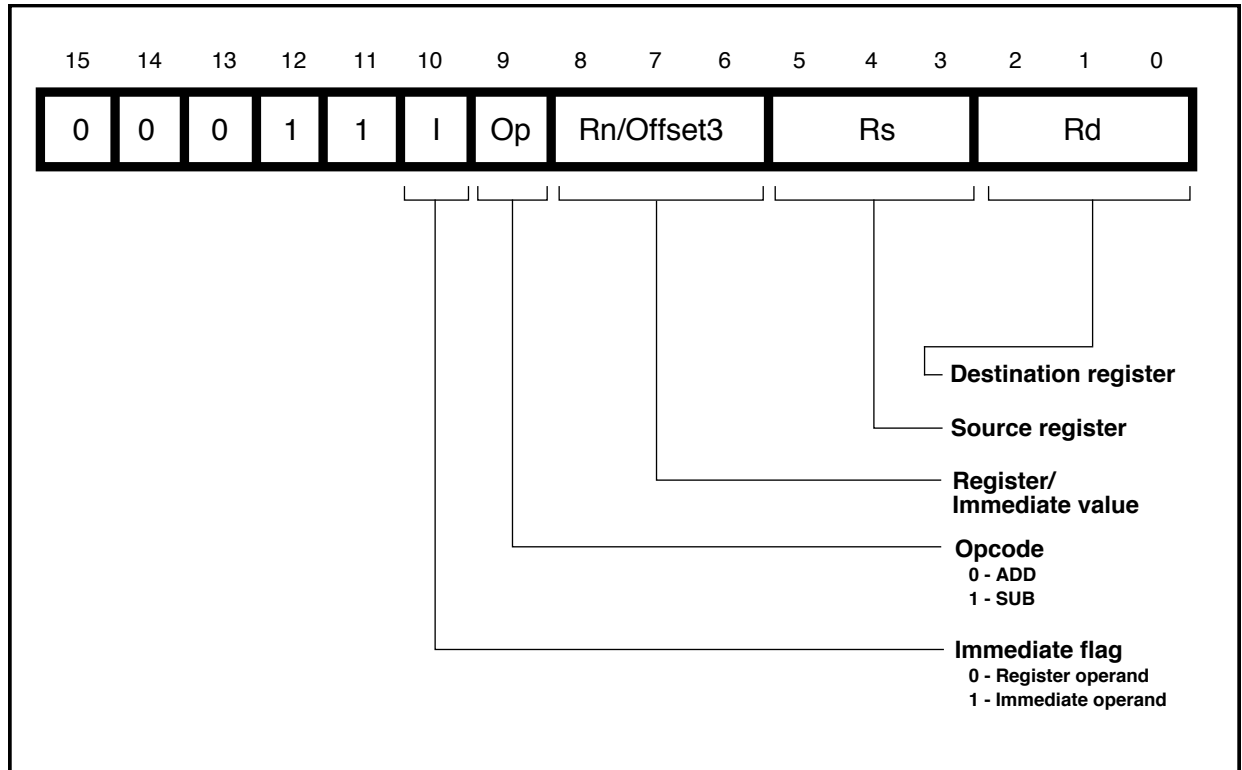 15 14 13 12 11 10 9 8 7 6 5 4 3 2 1 0
0 0 0 1 1 I Op Rn/Offset3 Rs Rd
Destination register
Source register
Register/
Immediate value
Opcode
0 - ADD
1 - SUB
Immediate flag
0 - Register operand
1 - Immediate operand